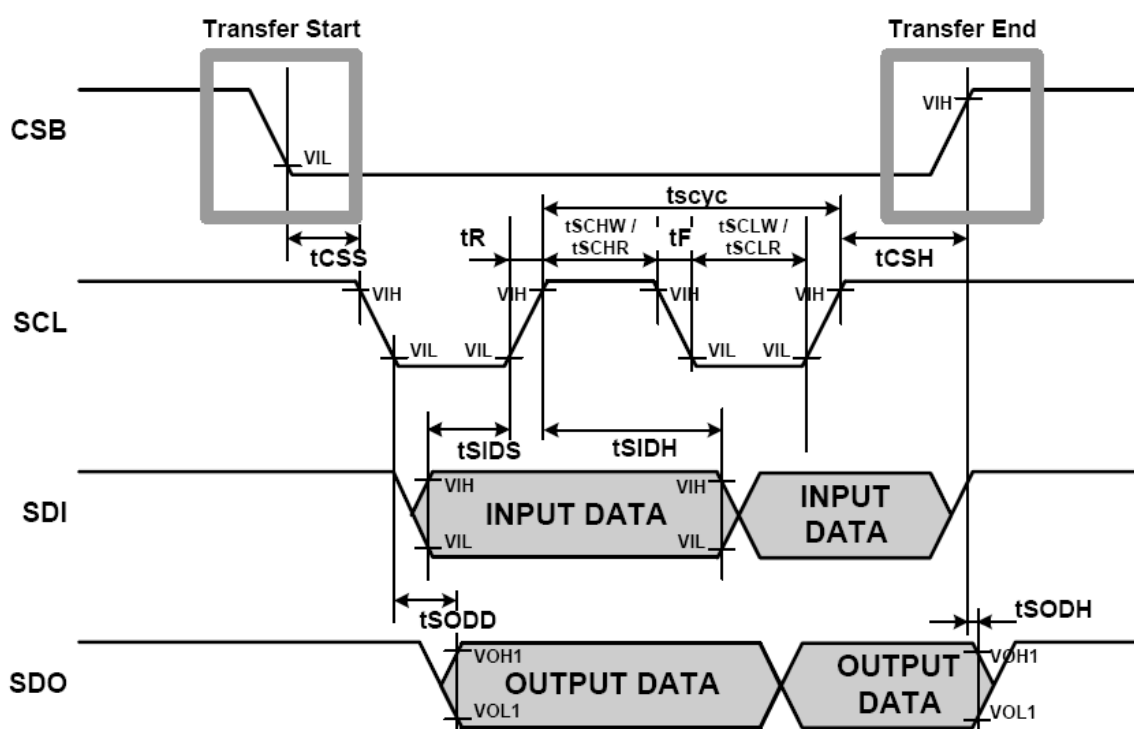 Transfer Start
Transfer End
CSB
VIL
VIH
tscyc
tR
tSCHW /
tSCHR
tF
tSCLW /
tSCLR
tCSS
tCSH
SCL
VIH
VIH
VIH
VIH
VIL
VIL
VIL
VIL
tSIDS
tSIDH
SDI
VIH
VIH
INPUT DATA
INPUT
DATA
VIL
VIL
tSODD
tSODH
SDO
VOH1
OUTPUT DATA
OUTPUT
DATA
VOH1
VOL1
VOL1